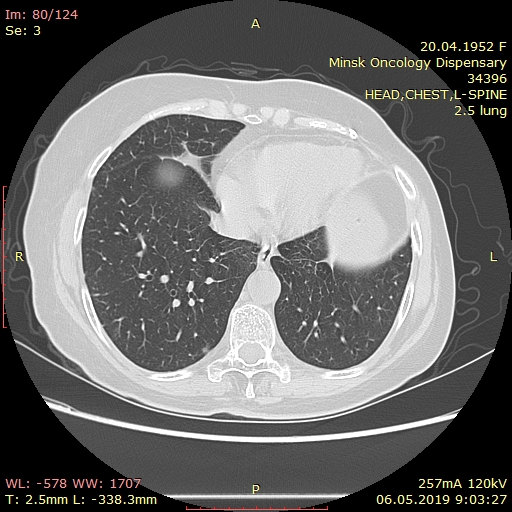 Im: 80/124
Se: 3
A
20.04.1952 F
Minsk Oncology Dispensary
34396
HEAD,CHEST,L-SPINE
2.5 lung
R
L
WL: -578 WW: 1707
T: 2.5mm L: -338.3mm
P
257mA 120kV
06.05.2019 9:03:27